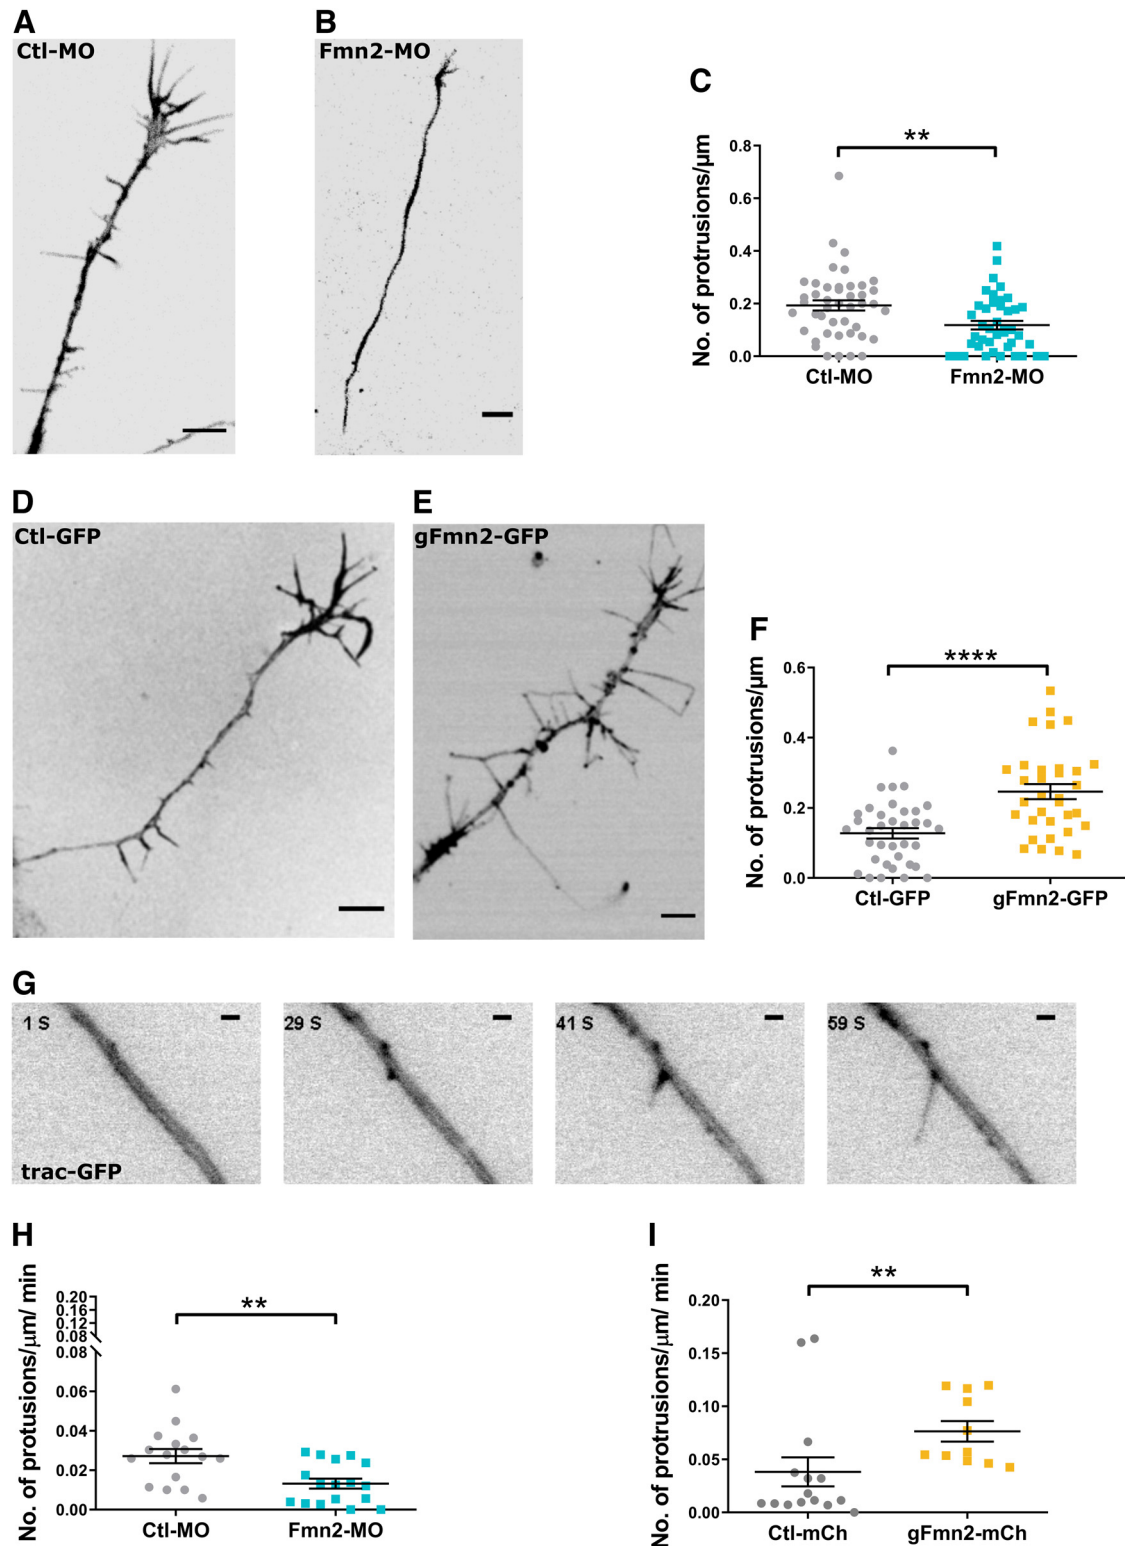 A
Ctl-MO
B
Fmn2-MO
C
No. of protrusions/µm
**
0.8
0.6
0.4
0.2
0.0
Ctl-MO
Fmn2-MO
D
Ctl-GFP
E
gFmn2-GFP
F
No. of protrusions/µm
****
0.6
0.4
0.2
0.0
Ctl-GFP
gFmn2-GFP
G
1 S
29 S
41 S
59 S
trac-GFP
H
No. of protusions/µm/ min
**
0.20
0.16
0.12
0.08
0.08
0.06
0.04
0.02
0.00
Ctl-MO
Fmn2-MO
I
No. of protrusions/µm/ min
**
0.20
0.15
0.10
0.05
0.00
Ctl-mCh
gFmn2-mCh